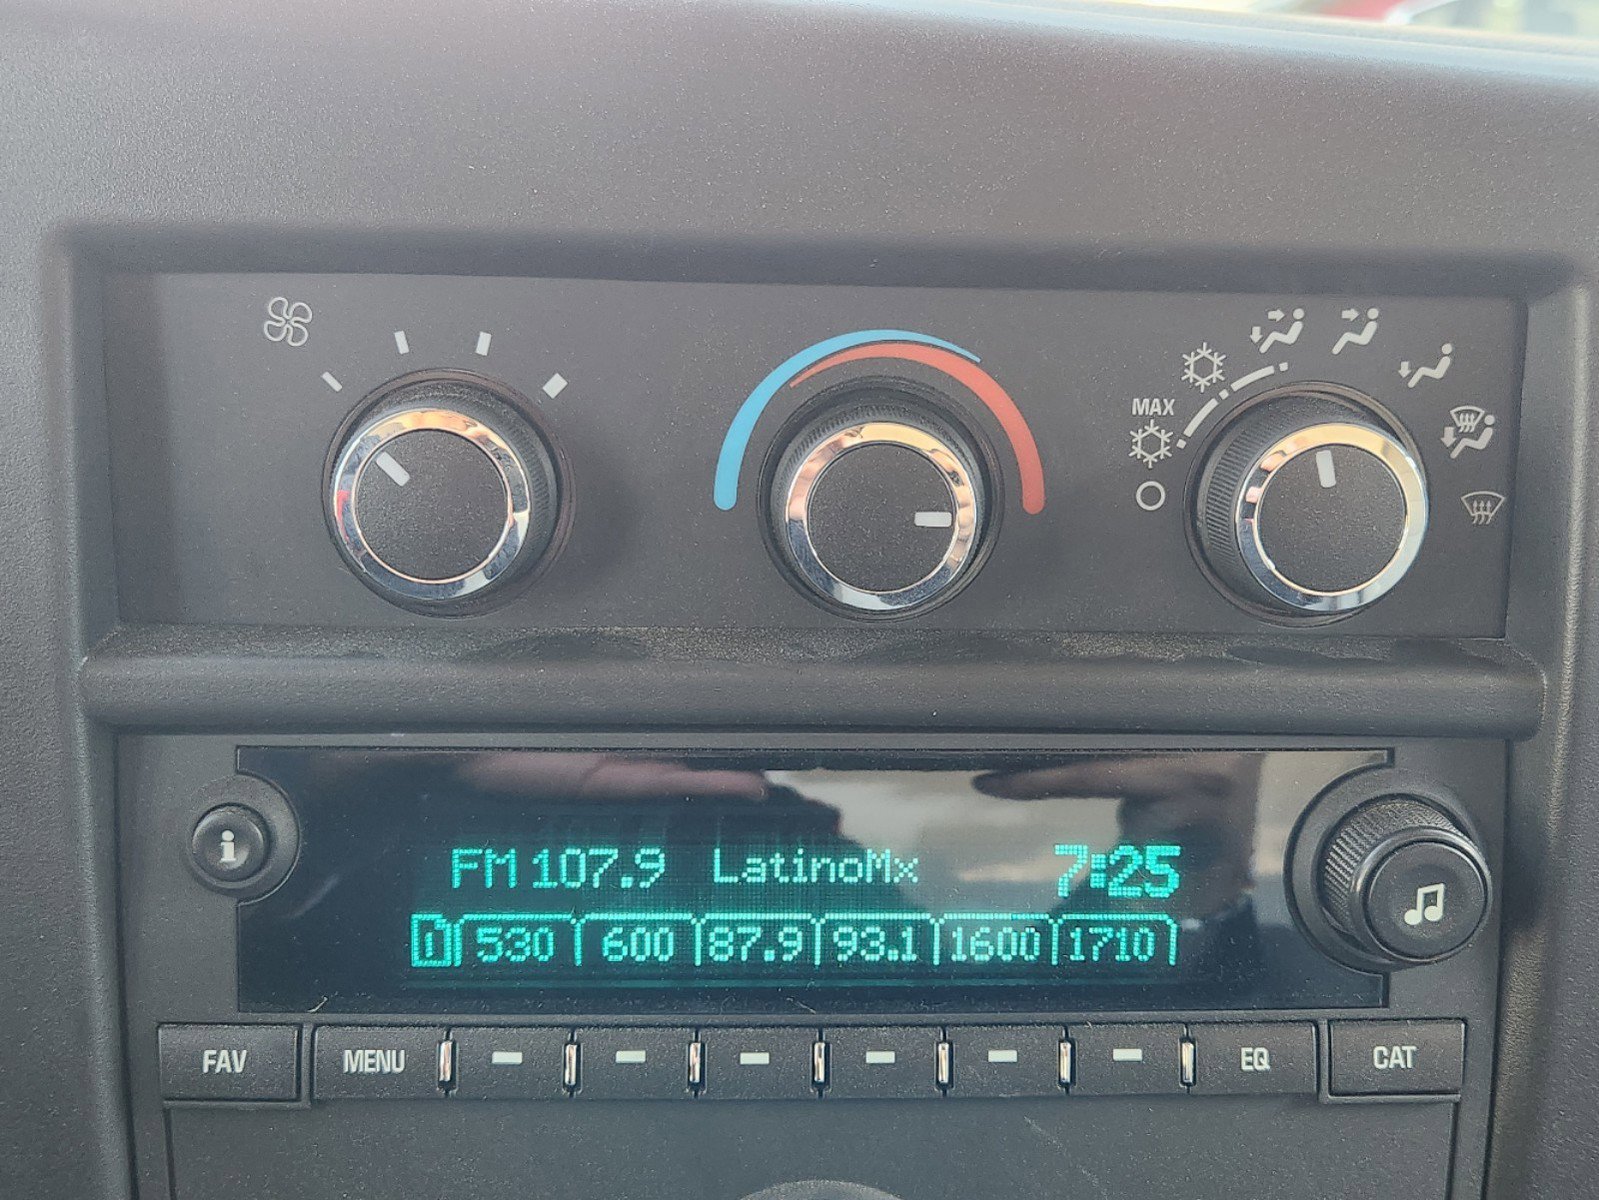 MAX
i
FM 107.9 LatinoMx 7:25
1 530 600 87.9 93.1 1600 1710
FAV MENU EQ CAT